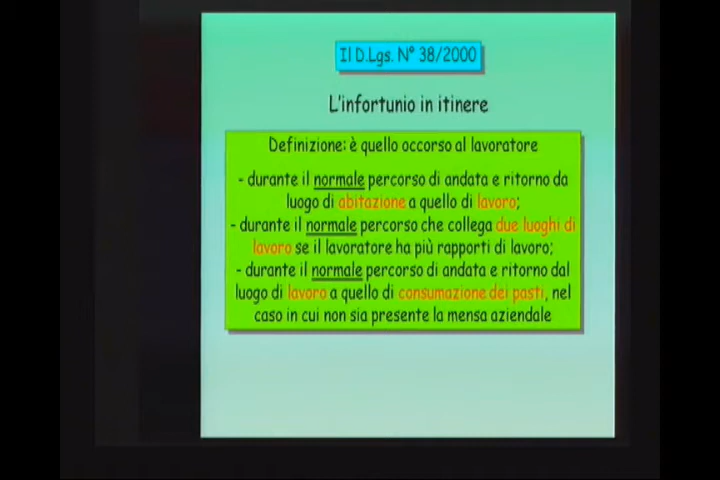 Il D.Lgs. N° 38/2000
L'infortunio in itinere
Definizione: è quello occorso al lavoratore
- durante il normale percorso di andata e ritorno da
luogo di abitazione a quello di lavoro;
- durante il normale percorso che collega due luoghi di
lavoro se il lavoratore ha più rapporti di lavoro;
- durante il normale percorso di andata e ritorno dal
luogo di lavoro a quello di consumazione dei pasti, nel
caso in cui non sia presente la mensa aziendale